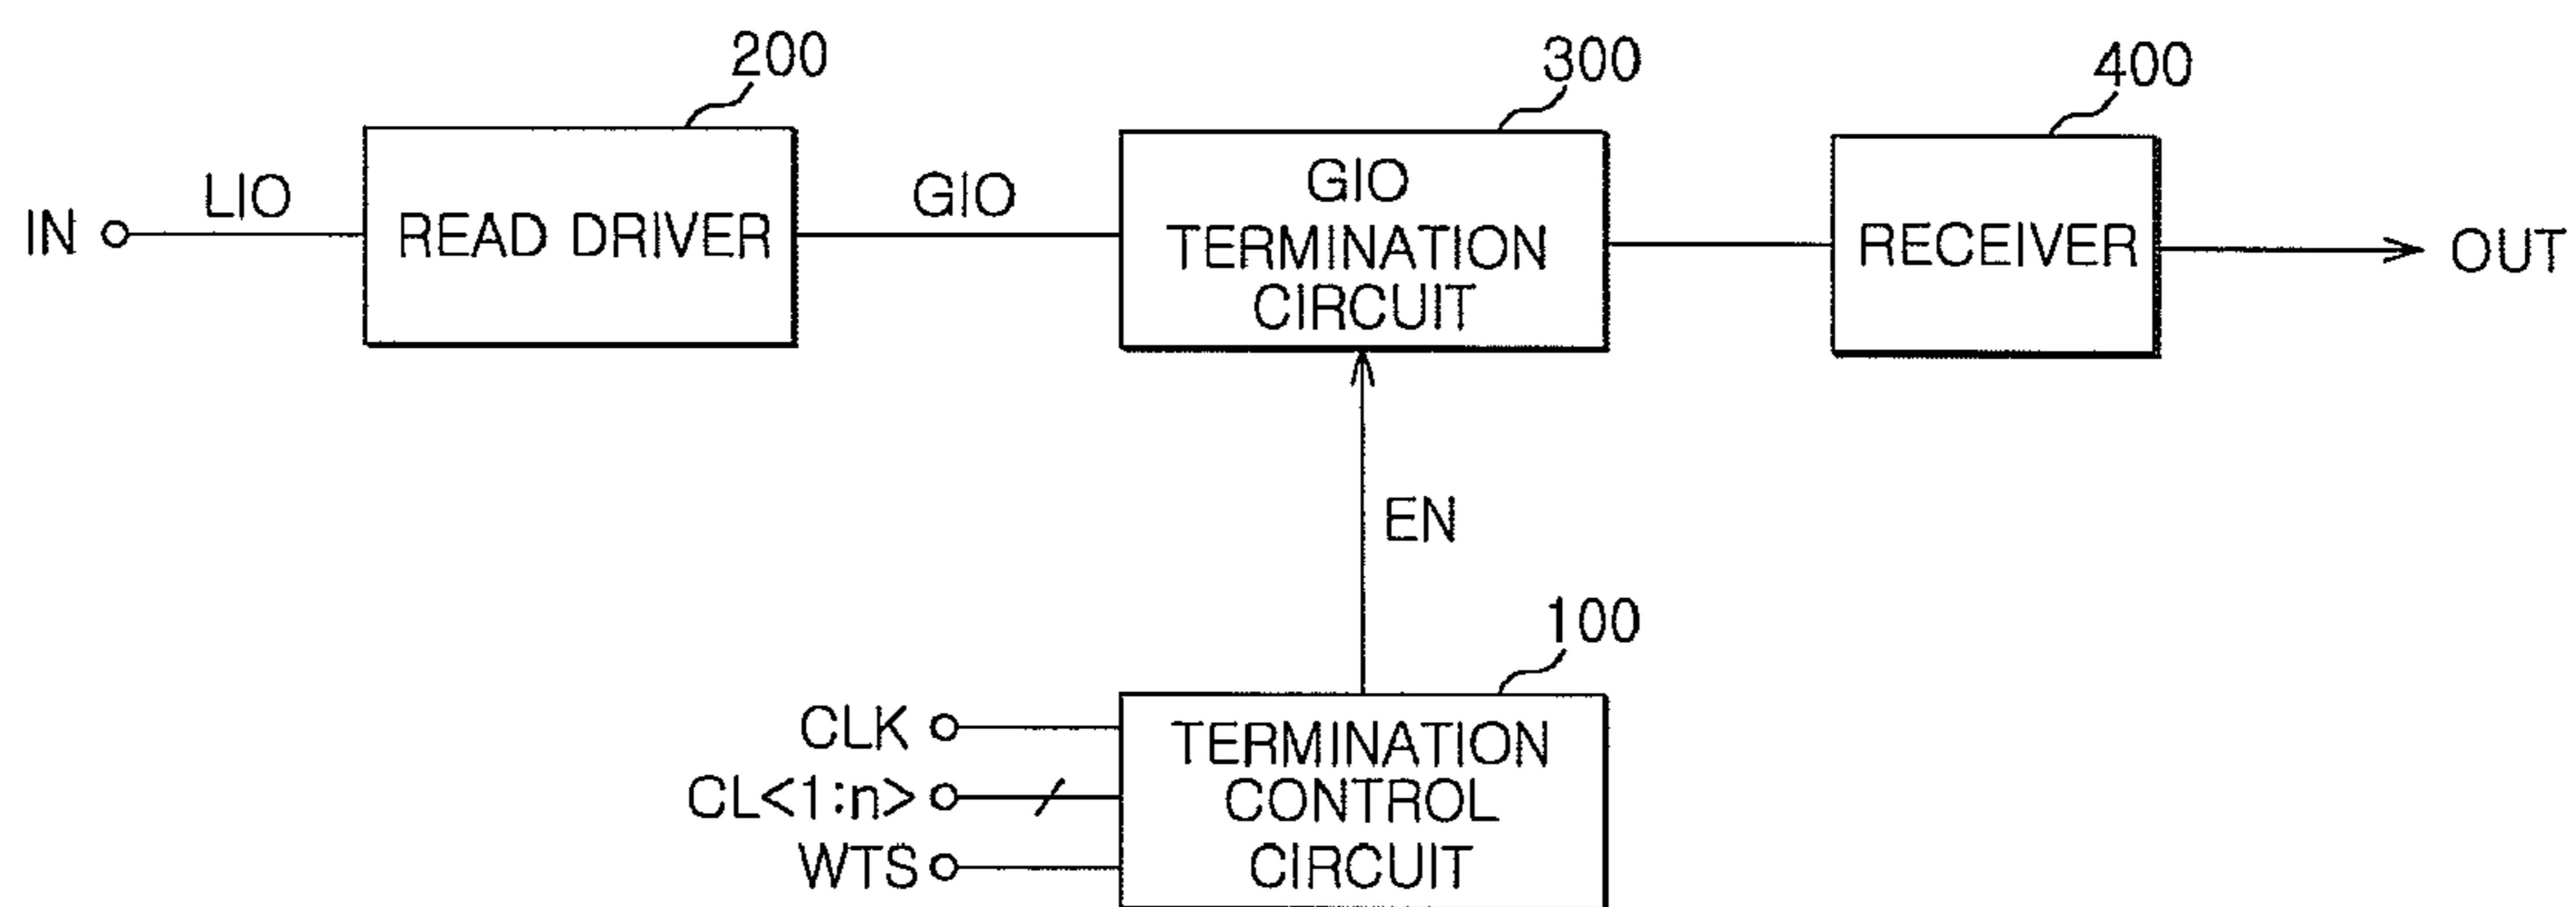 200
300
400
IN
LIO
READ DRIVER
GIO
GIO
TERMINATION
CIRCUIT
RECEIVER
OUT
EN
100
CLK
CL<1:n>
WTS
TERMINATION
CONTROL
CIRCUIT